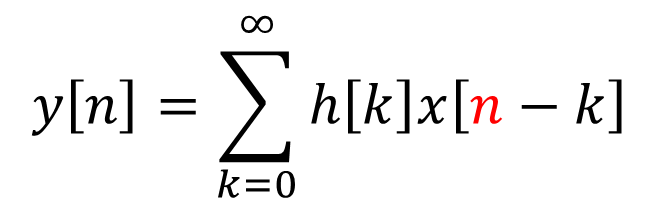 y[n] = ∑_{k=0}^{∞} h[k]x[n − k]